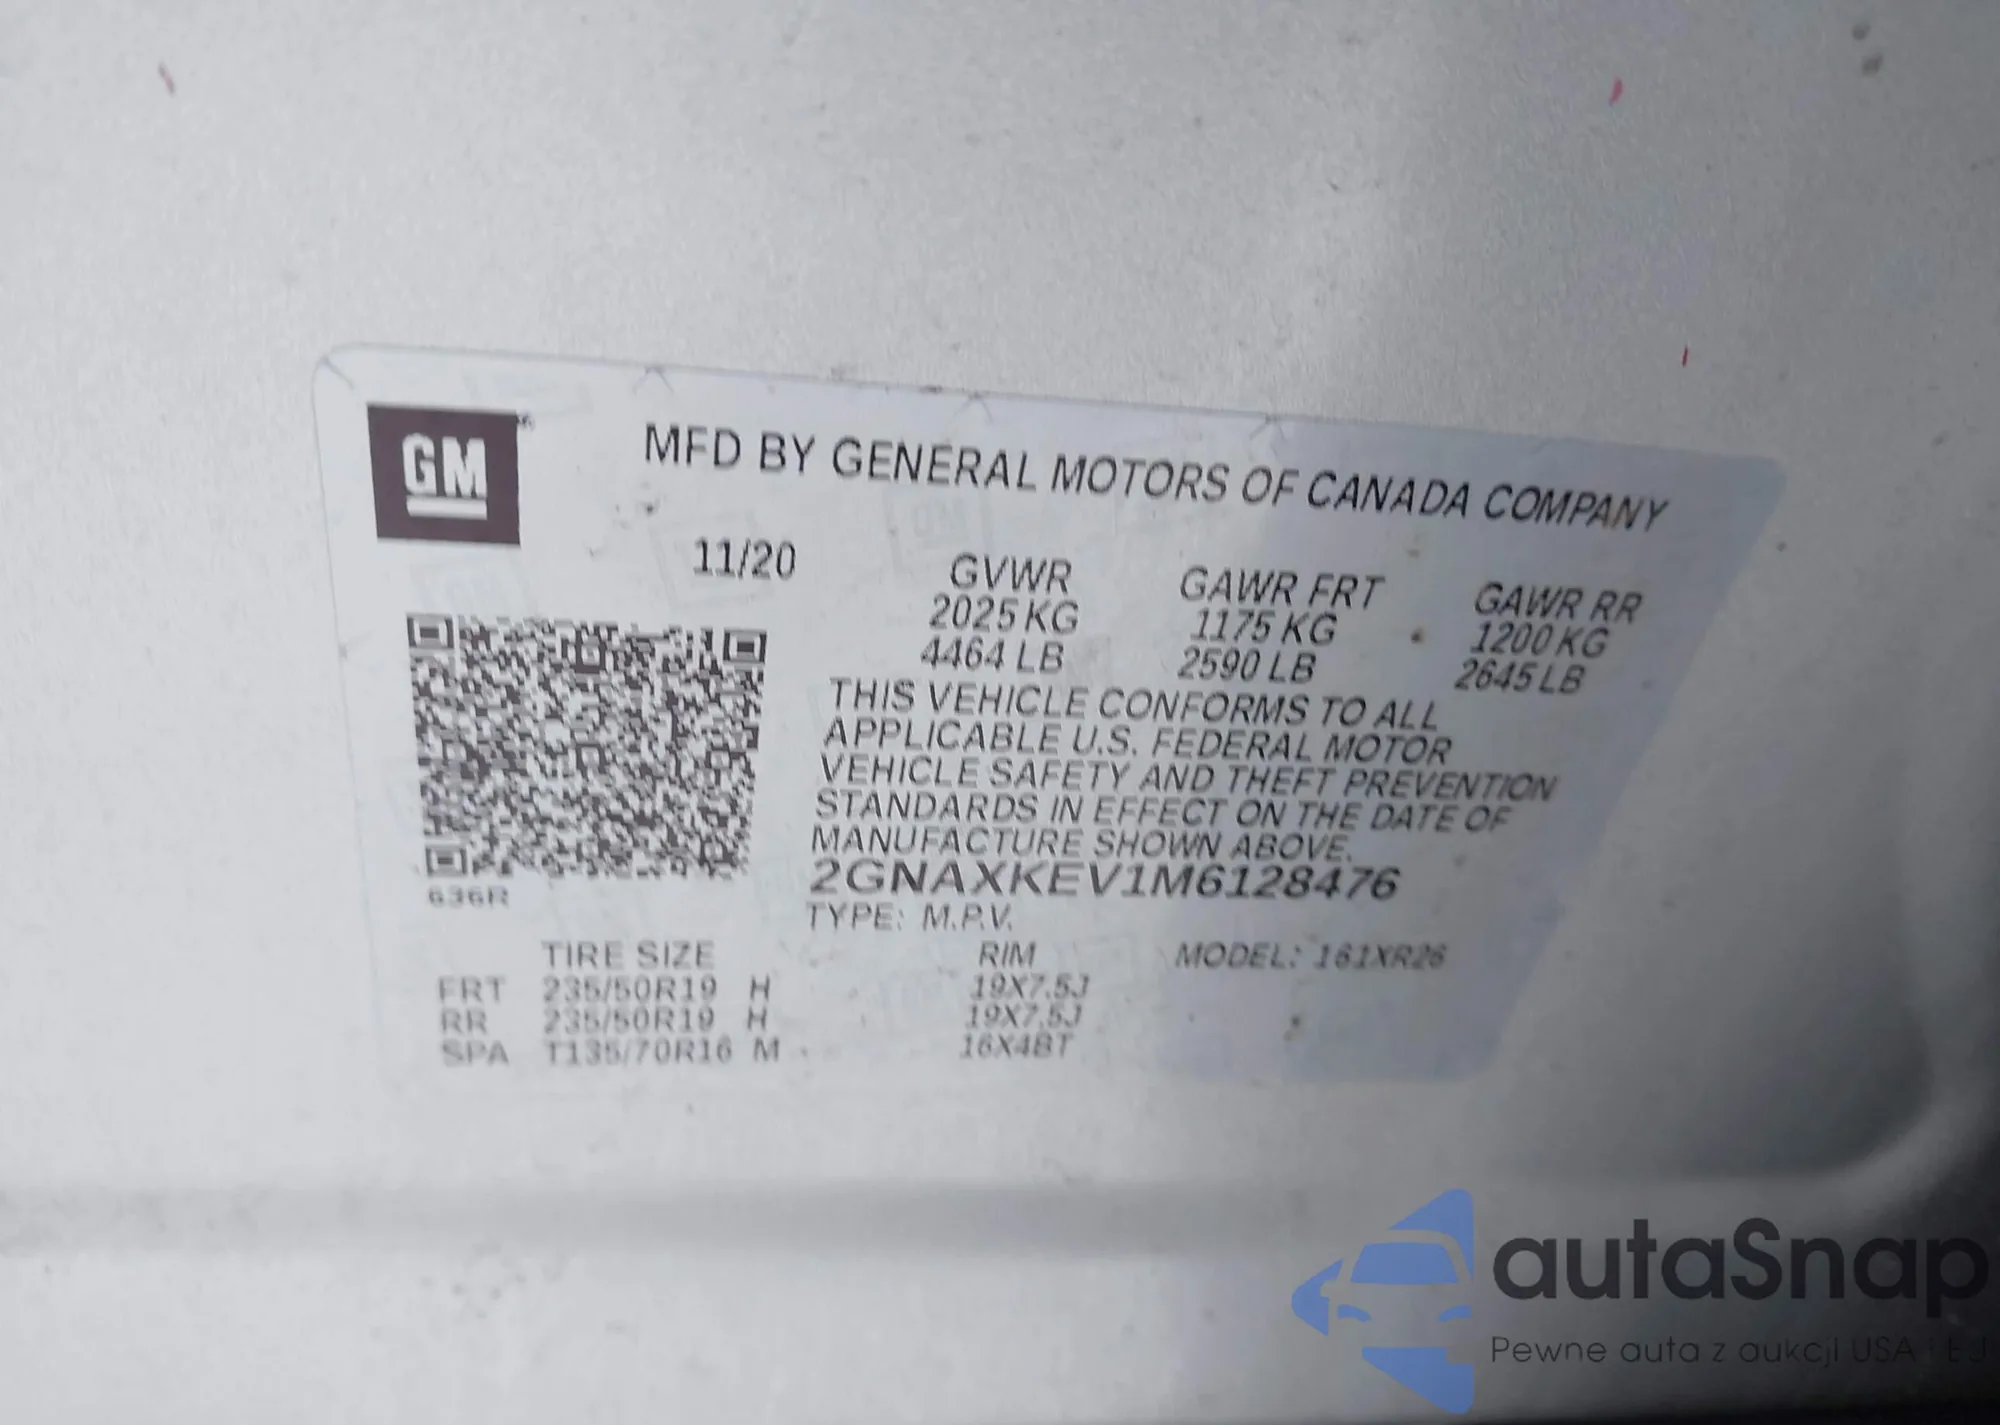 GM
MFD BY GENERAL MOTORS OF CANADA COMPANY
11/20 GVWR GAWR FRT GAWR RR
2025 KG 1175 KG 1200 KG
4464 LB 2590 LB 2645 LB
THIS VEHICLE CONFORMS TO ALL
APPLICABLE U.S. FEDERAL MOTOR
VEHICLE SAFETY AND THEFT PREVENTION
STANDARDS IN EFFECT ON THE DATE OF
MANUFACTURE SHOWN ABOVE.
2GNAXKEV1M6128476
636R
TYPE: M.P.V.
TIRE SIZE RIM MODEL: 161XR26
FRT 235/50R19 H 19X7.5J
RR 235/50R19 H 19X7.5J
SPA T135/70R16 M 16X4BT
autaSnap
Pewne auta z aukcji USA i EU